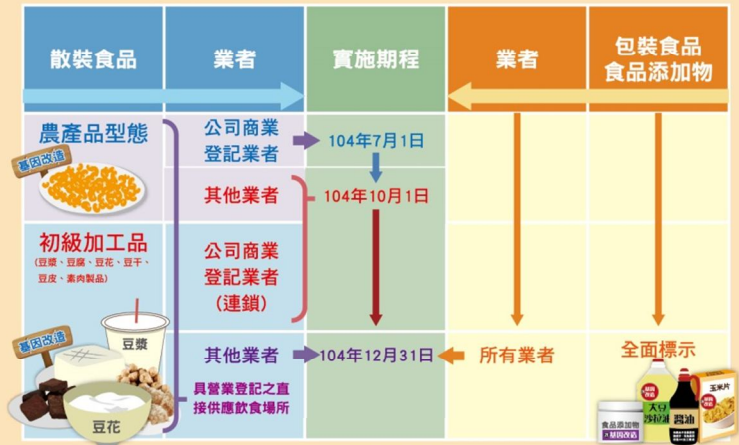 散裝食品
業者
實施期程
業者
包裝食品
食品添加物
農產品型態
基因改造
公司商業
登記業者
104年7月1日
其他業者
104年10月1日
初級加工品
(豆漿、豆腐、豆花、豆干、
豆皮、素肉製品)
公司商業
登記業者
(連鎖)
基因改造
豆漿
豆花
其他業者
104年12月31日
所有業者
全面標示
具營業登記之直
接供應飲食場所
食品添加物
基因改造
大豆
沙拉油
醬油
玉米片